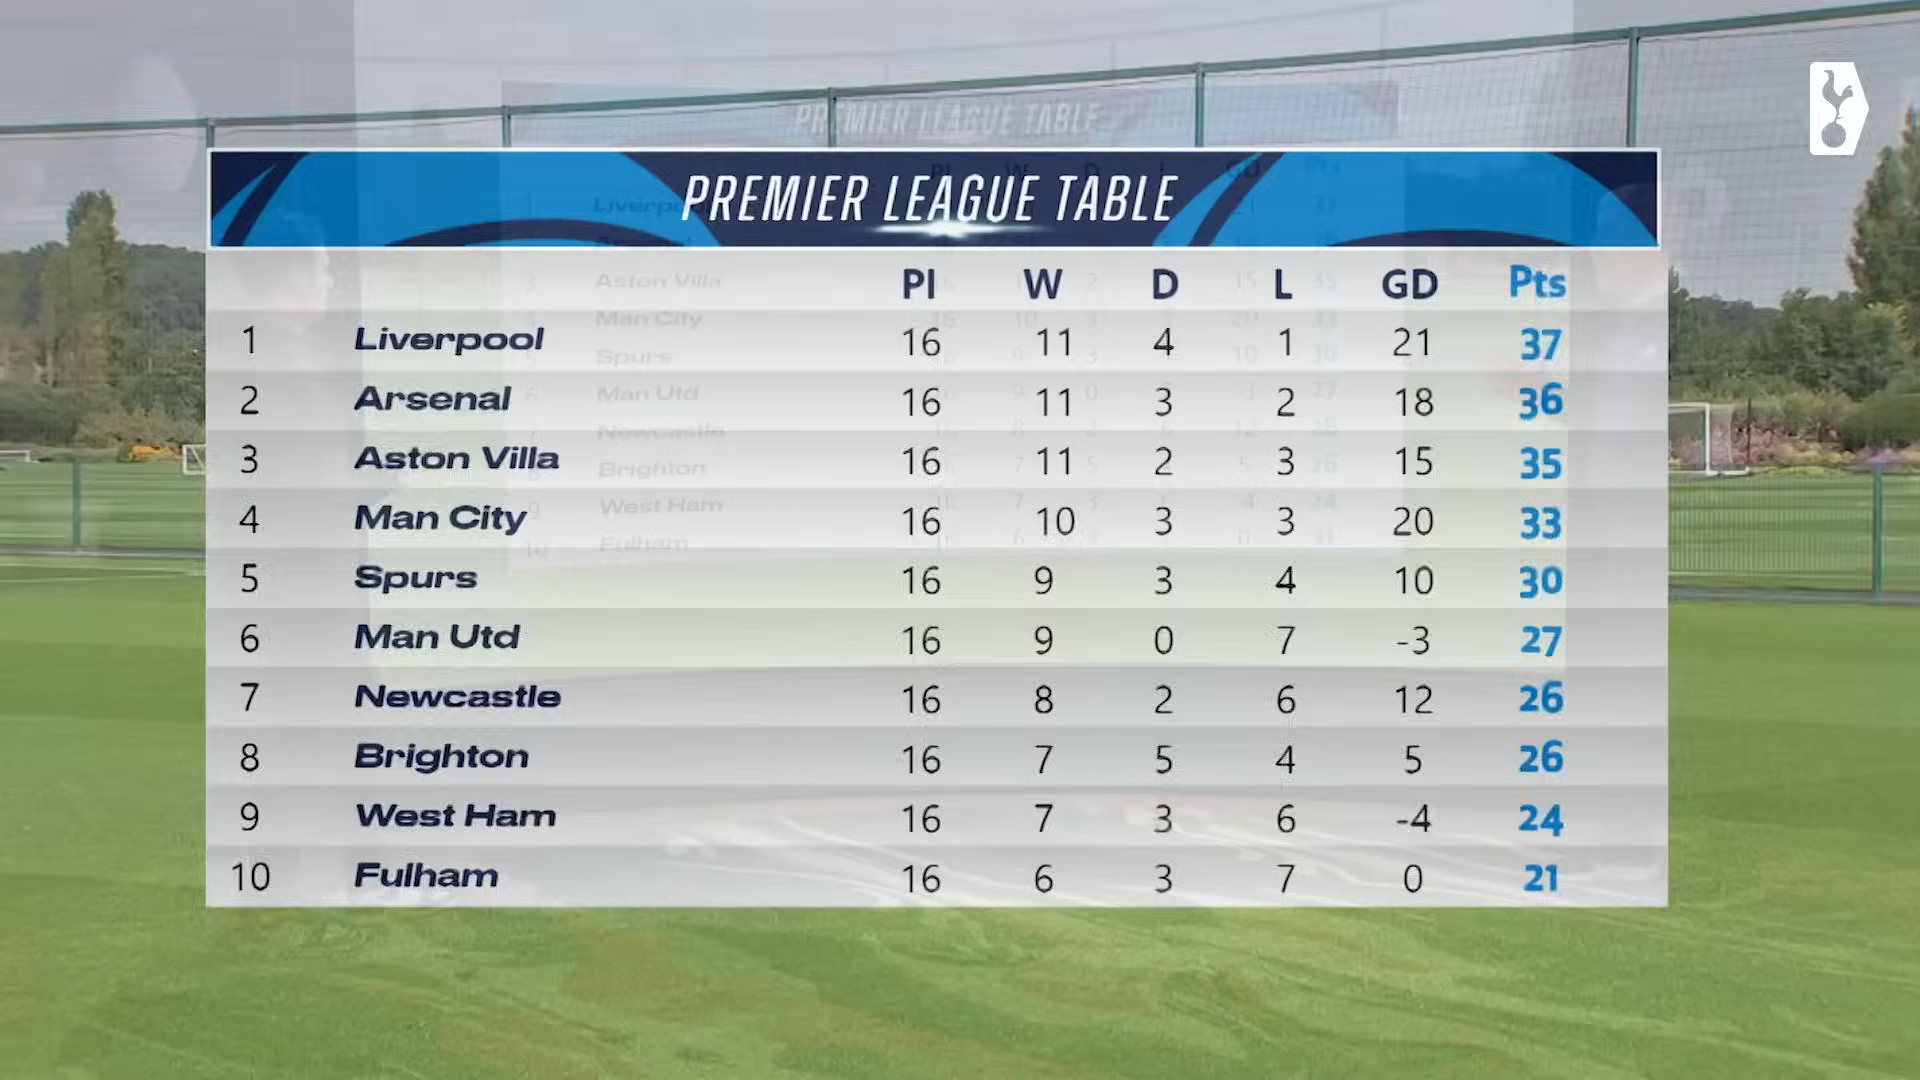 PREMIER LEAGUE TABLE
Pl W D L GD Pts
1 Liverpool 16 11 4 1 21 37
2 Arsenal 16 11 3 2 18 36
3 Aston Villa 16 11 2 3 15 35
4 Man City 16 10 3 3 20 33
5 Spurs 16 9 3 4 10 30
6 Man Utd 16 9 0 7 -3 27
7 Newcastle 16 8 2 6 12 26
8 Brighton 16 7 5 4 5 26
9 West Ham 16 7 3 6 -4 24
10 Fulham 16 6 3 7 0 21